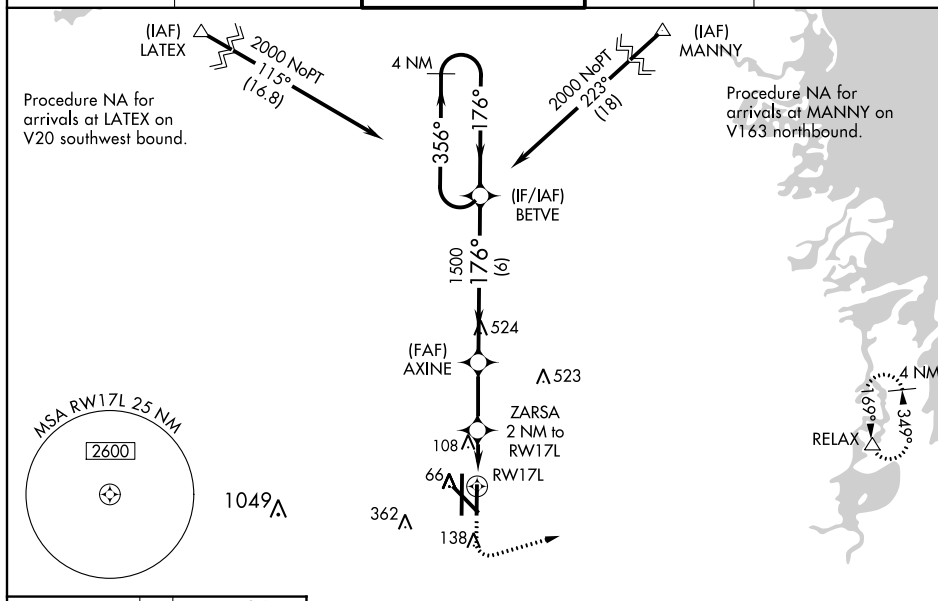 (IAF)
LATEX
2000 NoPT
115°
(16.8)
Procedure NA for
arrivals at LATEX on
V20 southwest bound.
4 NM
356°
176°
(IAF)
MANNY
2000 NoPT
223°
(18)
Procedure NA for
arrivals at MANNY on
V163 northbound.
(IF/IAF)
BETVE
1500
176°
(6)
524
(FAF)
AXINE
523
ZARSA
2 NM to
RW17L
108
RW17L
66
362
138
1049
MSA RW17L 25 NM
2600
4 NM
169°
349°
RELAX